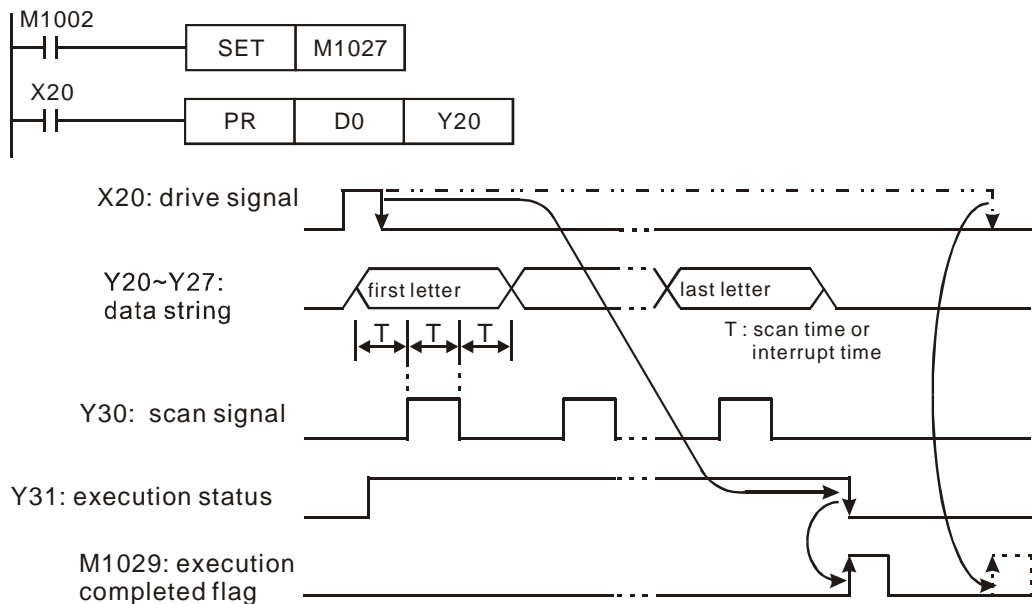 M1002
SET M1027
X20
PR D0 Y20
X20: drive signal
Y20~Y27:
data string
first letter
last letter
T T T
T : scan time or
interrupt time
Y30: scan signal
Y31: execution status
M1029: execution
completed flag